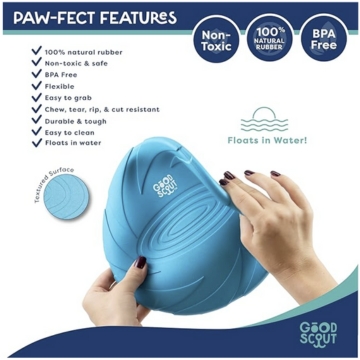 PAW-FECT FEATURES
100% natural rubber
Non-toxic & safe
BPA Free
Flexible
Easy to grab
Chew, tear, rip, & cut resistant
Durable & tough
Easy to clean
Floats in water
Non-
Toxic
100%
NATURAL
RUBBER
BPA
Free
Floats in Water!
Textured Surface
GOOD
SCOUT
GOOD
SCOUT